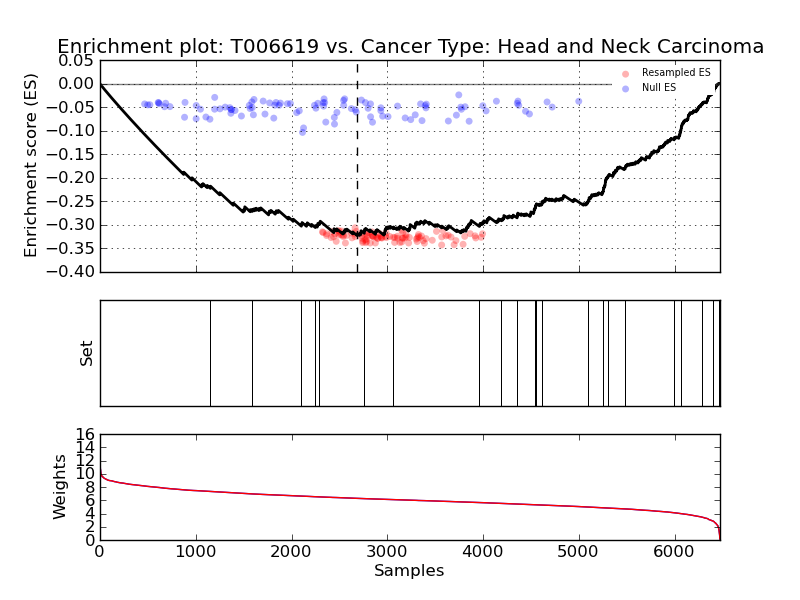 Enrichment plot: T006619 vs. Cancer Type: Head and Neck Carcinoma
Enrichment score (ES)
0.05
0.00
−0.05
−0.10
−0.15
−0.20
−0.25
−0.30
−0.35
−0.40
Resampled ES
Null ES
Set
Weights
16
14
12
10
8
6
4
2
0
0 1000 2000 3000 4000 5000 6000
Samples